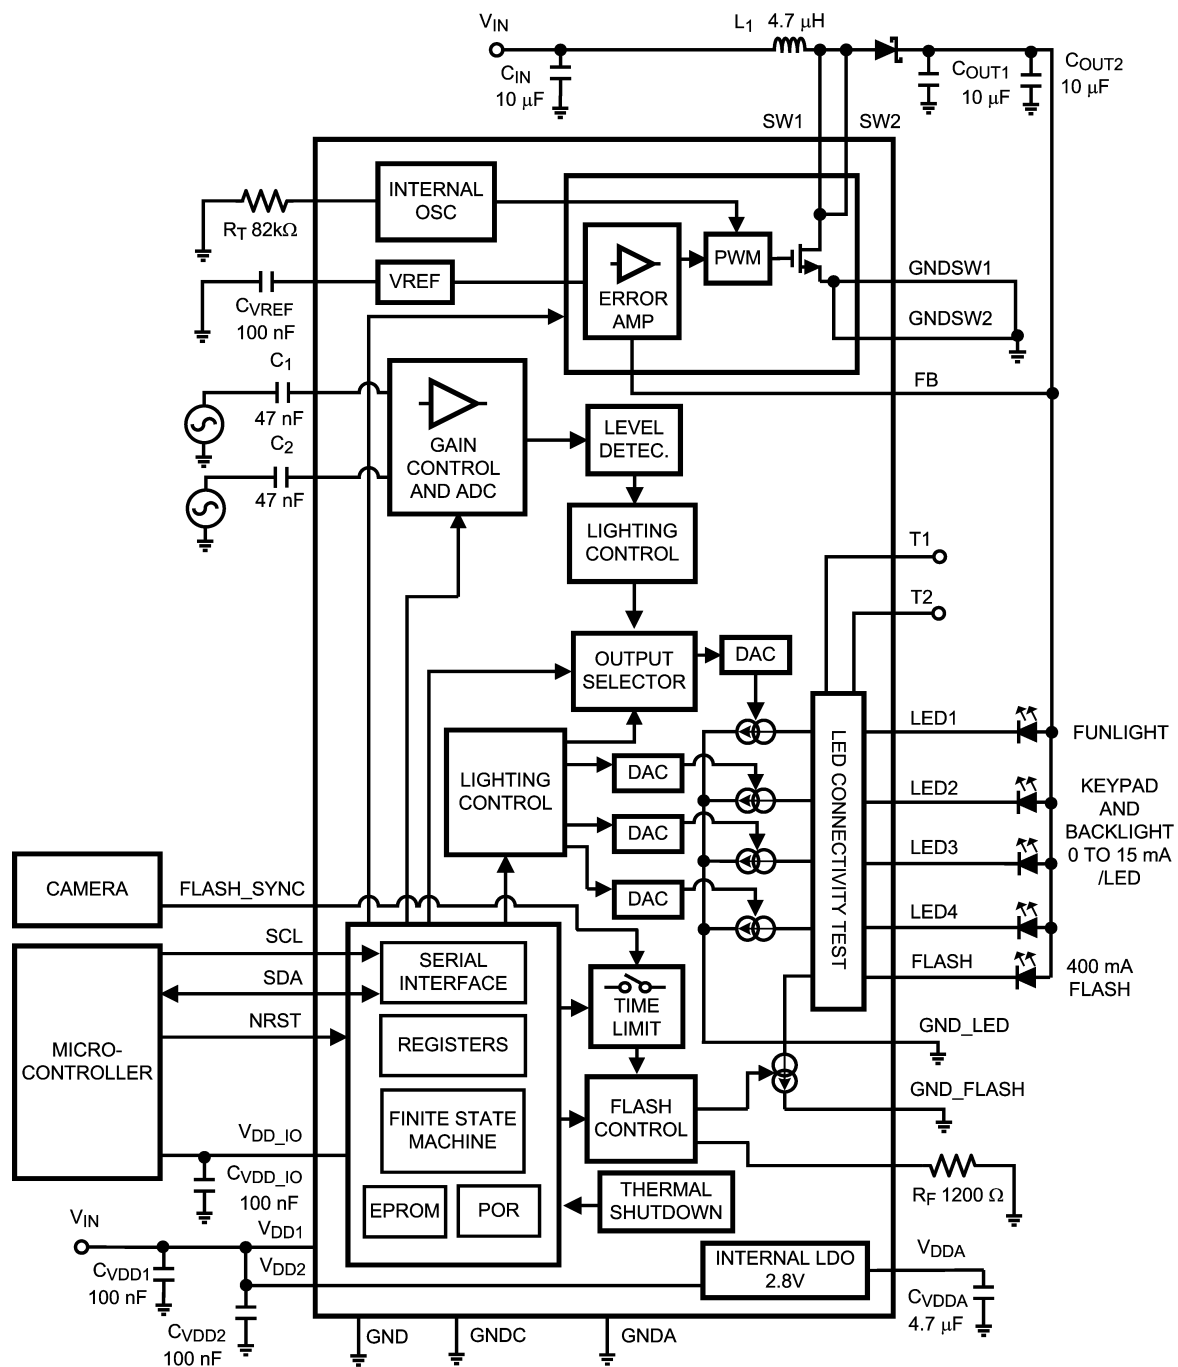 VIN
L1 4.7 μH
CIN
10 μF
COUT1
10 μF
COUT2
10 μF
SW1
SW2
INTERNAL
OSC
RT 82kΩ
VREF
CVREF
100 nF
ERROR
AMP
PWM
GNDSW1
GNDSW2
FB
C1
47 nF
C2
47 nF
GAIN
CONTROL
AND ADC
LEVEL
DETEC.
LIGHTING
CONTROL
T1
T2
OUTPUT
SELECTOR
DAC
LIGHTING
CONTROL
DAC
DAC
DAC
LED CONNECTIVITY TEST
LED1
FUNLIGHT
LED2
LED3
LED4
KEYPAD
AND
BACKLIGHT
0 TO 15 mA
/LED
FLASH
400 mA
FLASH
CAMERA
FLASH_SYNC
SCL
SDA
NRST
MICRO-
CONTROLLER
SERIAL
INTERFACE
REGISTERS
FINITE STATE
MACHINE
EPROM
POR
TIME
LIMIT
FLASH
CONTROL
THERMAL
SHUTDOWN
GND_LED
GND_FLASH
RF 1200 Ω
VDD_IO
CVDD_IO
100 nF
VIN
VDD1
VDD2
CVDD1
100 nF
CVDD2
100 nF
INTERNAL LDO
2.8V
VDDA
CVDDA
4.7 μF
GND
GNDC
GNDA